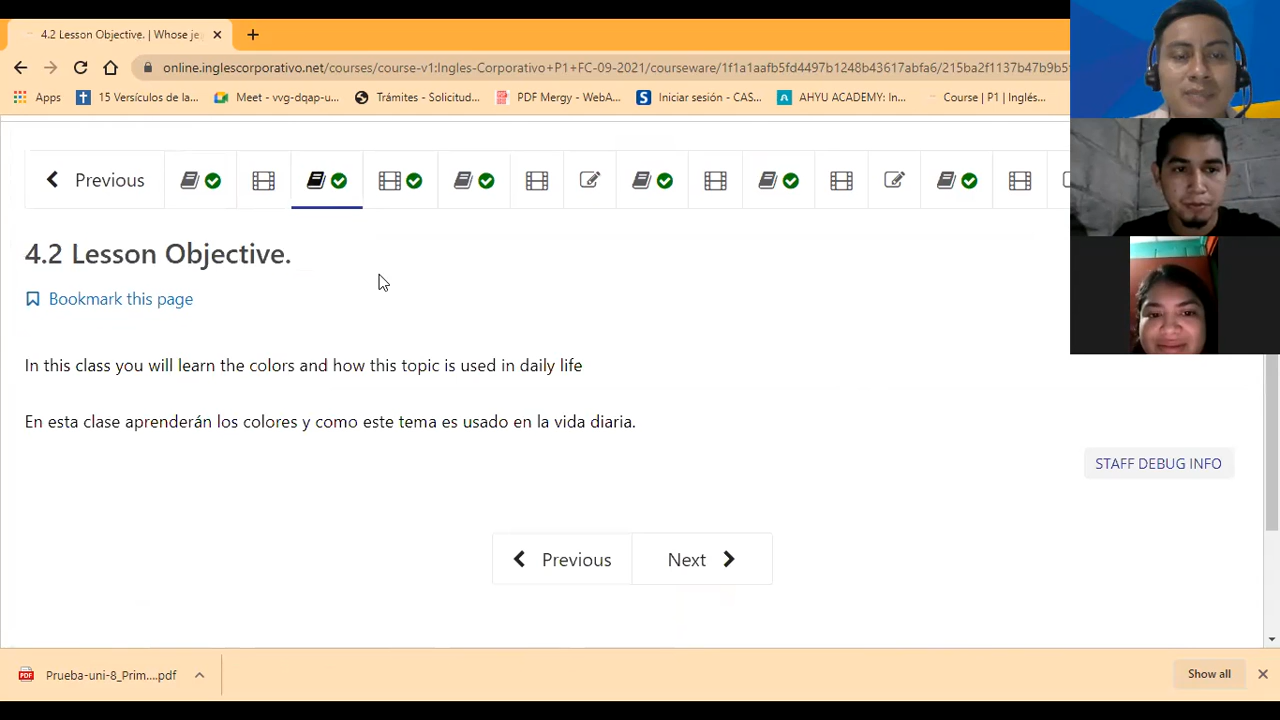 4.2 Lesson Objective. | Whose je
online.inglescorporativo.net/courses/course-v1:Ingles-Corporativo+P1+FC-09-2021/courseware/1f1a1aafb5fd4497b1248b43617abfa6/215ba2f1137b47b9b5
Apps 15 Versículos de la... Meet - vvg-dqap-u... Trámites - Solicitud... PDF Mergy - WebA... Iniciar sesión - CAS... AHYU ACADEMY: In... Course | P1 | Inglés...
Previous
4.2 Lesson Objective.
Bookmark this page
In this class you will learn the colors and how this topic is used in daily life
En esta clase aprenderán los colores y como este tema es usado en la vida diaria.
STAFF DEBUG INFO
Previous Next
Prueba-uni-8_Prim....pdf Show all